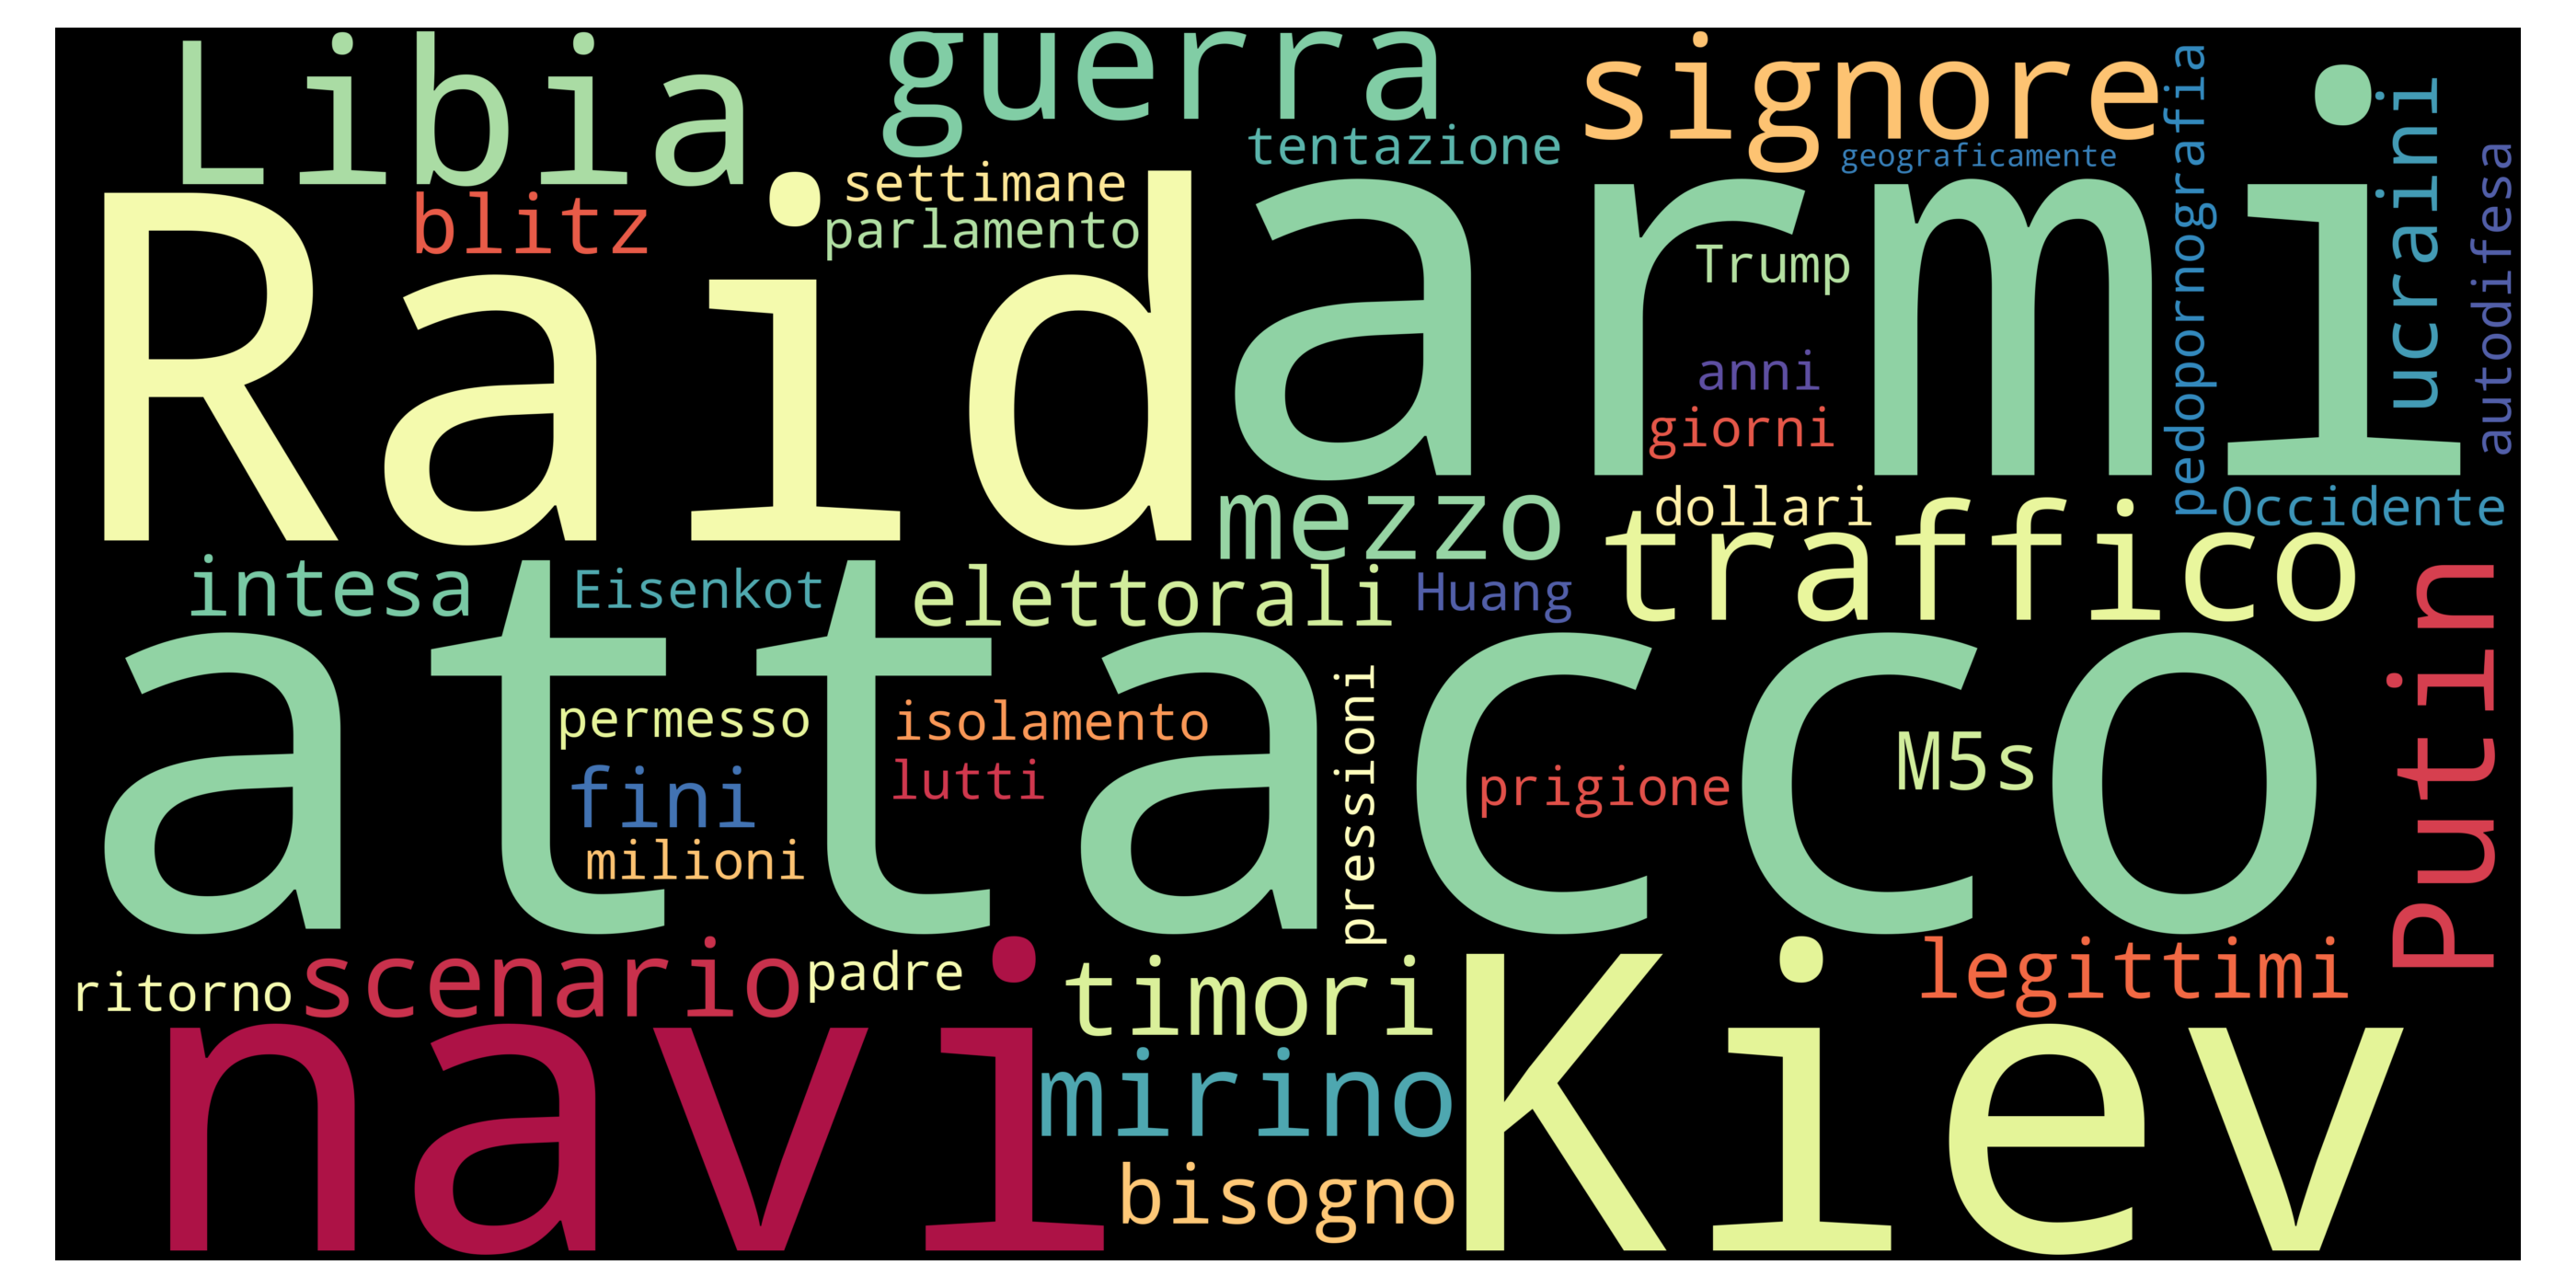 Libia
guerra
signore
tentazione
geograficamente
pedopornografia
ucraini
autodifesa
settimane
blitz
parlamento
Raid
armi
Trump
anni
giorni
mezzo
dollari
Occidente
traffico
intesa
Eisenkot
elettorali
Huang
Putin
attacco
permesso
isolamento
pressioni
M5s
fini
lutti
prigione
milioni
ritorno
scenario
padre
timori
legittimi
navi
mirino
Kiev
bisogno